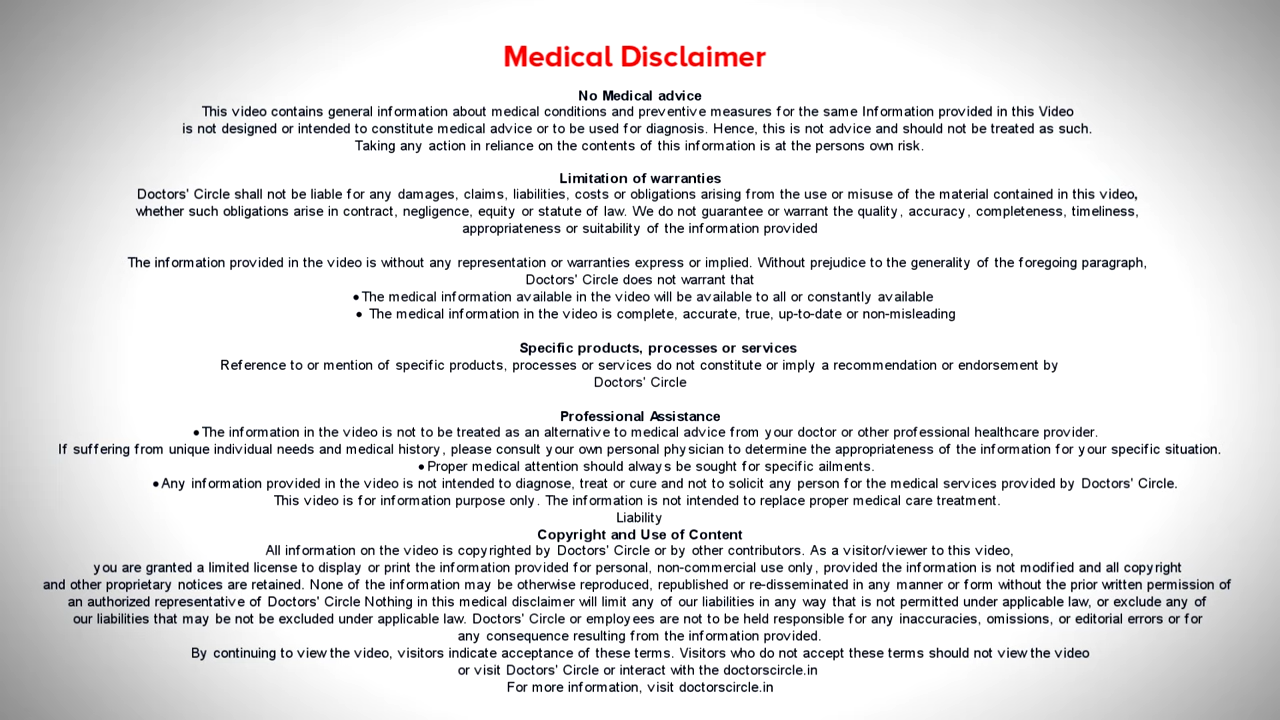 Medical Disclaimer
No Medical advice
This video contains general information about medical conditions and preventive measures for the same Information provided in this Video
is not designed or intended to constitute medical advice or to be used for diagnosis. Hence, this is not advice and should not be treated as such.
Taking any action in reliance on the contents of this information is at the persons own risk.
Limitation of warranties
Doctors' Circle shall not be liable for any damages, claims, liabilities, costs or obligations arising from the use or misuse of the material contained in this video,
whether such obligations arise in contract, negligence, equity or statute of law. We do not guarantee or warrant the quality, accuracy, completeness, timeliness,
appropriateness or suitability of the information provided
The information provided in the video is without any representation or warranties express or implied. Without prejudice to the generality of the foregoing paragraph,
Doctors' Circle does not warrant that
•The medical information available in the video will be available to all or constantly available
• The medical information in the video is complete, accurate, true, up-to-date or non-misleading
Specific products, processes or services
Reference to or mention of specific products, processes or services do not constitute or imply a recommendation or endorsement by
Doctors' Circle
Professional Assistance
•The information in the video is not to be treated as an alternative to medical advice from your doctor or other professional healthcare provider.
If suffering from unique individual needs and medical history, please consult your own personal physician to determine the appropriateness of the information for your specific situation.
•Proper medical attention should always be sought for specific ailments.
•Any information provided in the video is not intended to diagnose, treat or cure and not to solicit any person for the medical services provided by Doctors' Circle.
This video is for information purpose only. The information is not intended to replace proper medical care treatment.
Liability
Copyright and Use of Content
All information on the video is copyrighted by Doctors' Circle or by other contributors. As a visitor/viewer to this video,
you are granted a limited license to display or print the information provided for personal, non-commercial use only, provided the information is not modified and all copyright
and other proprietary notices are retained. None of the information may be otherwise reproduced, republished or re-disseminated in any manner or form without the prior written permission of
an authorized representative of Doctors' Circle Nothing in this medical disclaimer will limit any of our liabilities in any way that is not permitted under applicable law, or exclude any of
our liabilities that may be not be excluded under applicable law. Doctors' Circle or employees are not to be held responsible for any inaccuracies, omissions, or editorial errors or for
any consequence resulting from the information provided.
By continuing to view the video, visitors indicate acceptance of these terms. Visitors who do not accept these terms should not view the video
or visit Doctors' Circle or interact with the doctorscircle.in
For more information, visit doctorscircle.in